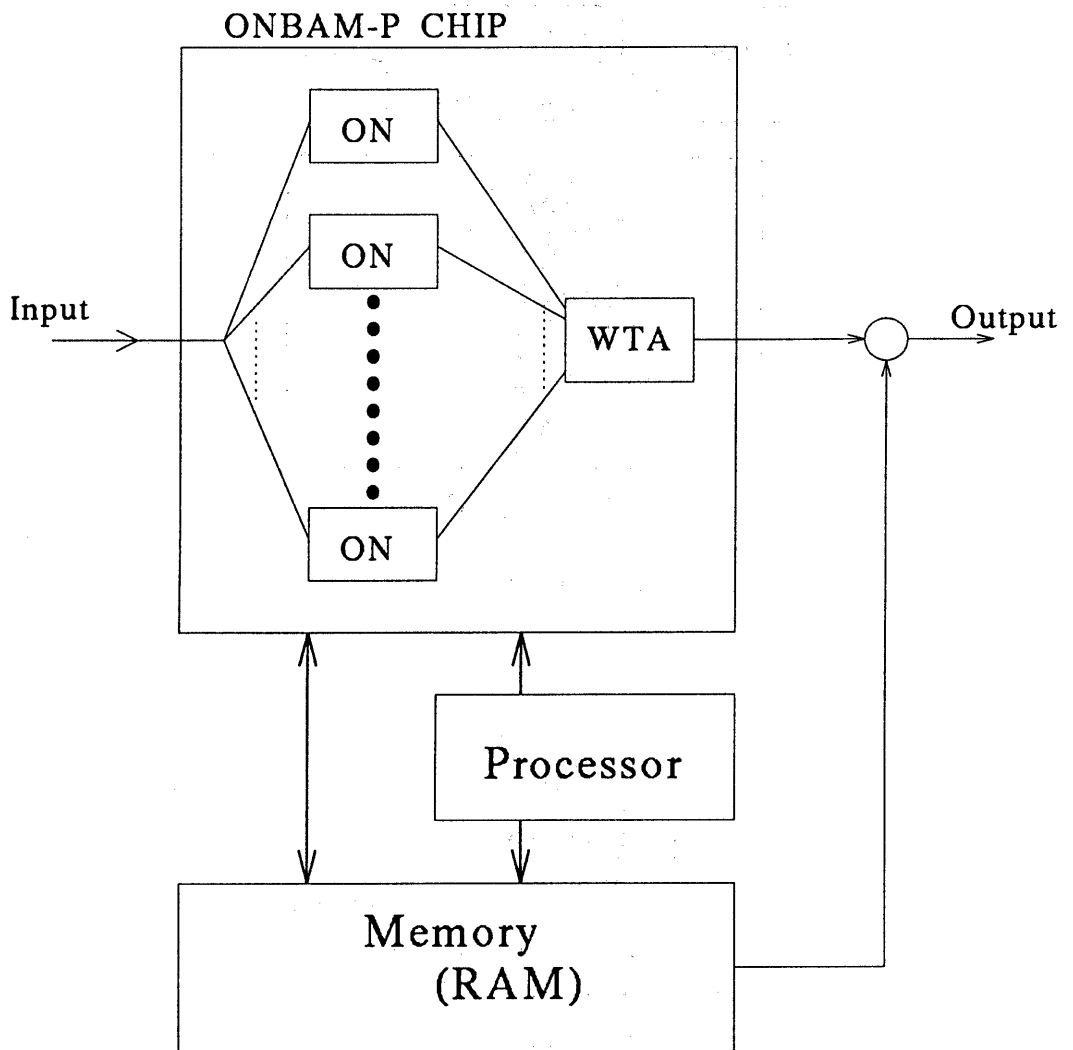 ONBAM-P CHIP
ON
ON
Input
WTA
Output
ON
Processor
Memory
(RAM)